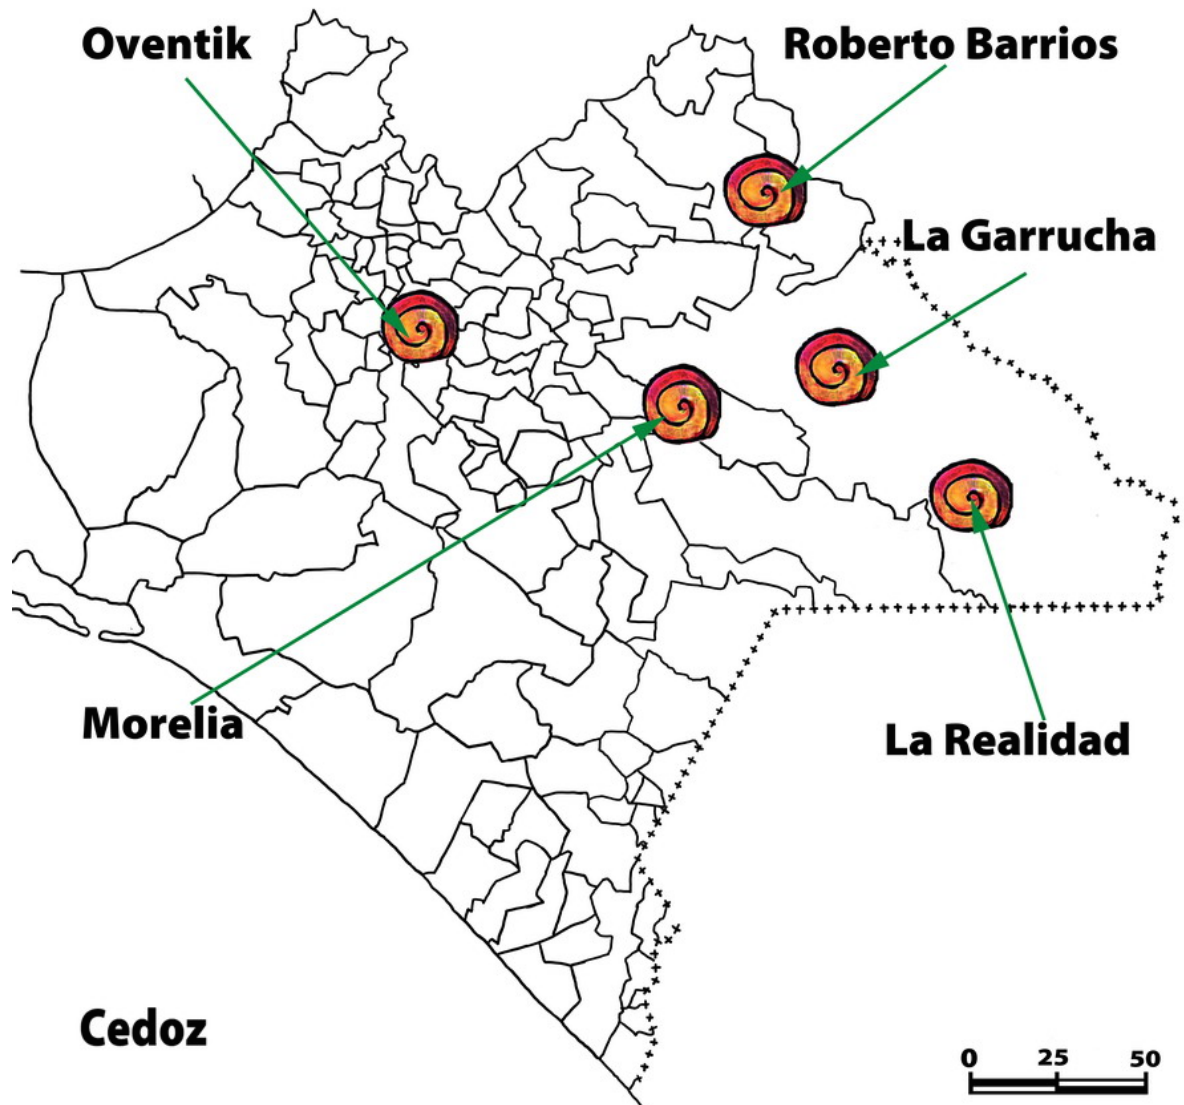 Oventik
Roberto Barrios
La Garrucha
Morelia
La Realidad
Cedoz
0 25 50